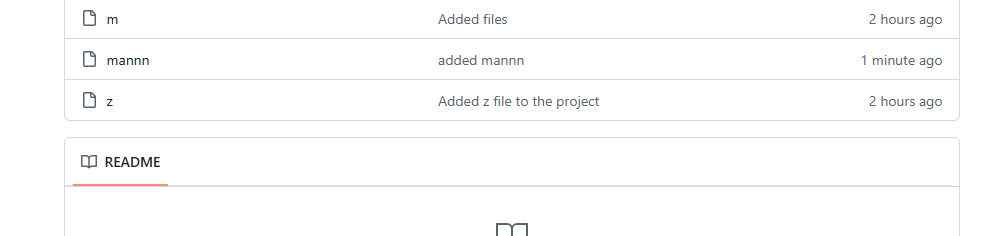 m Added files 2 hours ago
mannn added mannn 1 minute ago
z Added z file to the project 2 hours ago
README